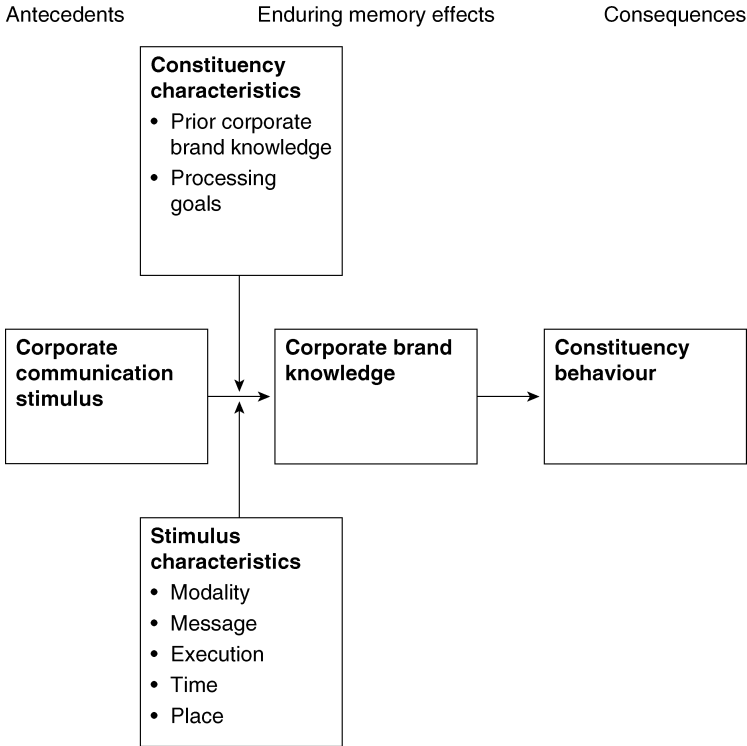 Antecedents
Enduring memory effects
Consequences
Constituency
characteristics
• Prior corporate
brand knowledge
• Processing
goals
Corporate
communication
stimulus
Corporate brand
knowledge
Constituency
behaviour
Stimulus
characteristics
• Modality
• Message
• Execution
• Time
• Place